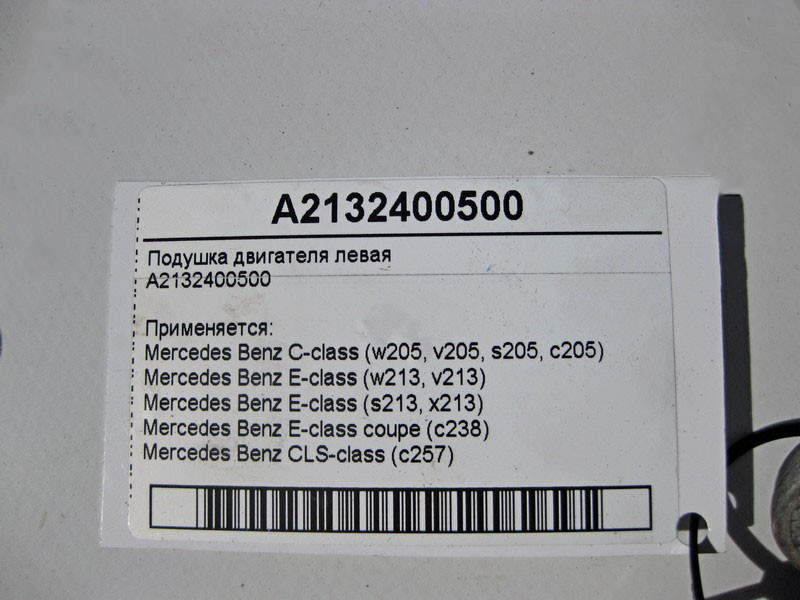 A2132400500
Подушка двигателя левая
A2132400500
Применяется:
Mercedes Benz C-class (w205, v205, s205, c205)
Mercedes Benz E-class (w213, v213)
Mercedes Benz E-class (s213, x213)
Mercedes Benz E-class coupe (c238)
Mercedes Benz CLS-class (c257)